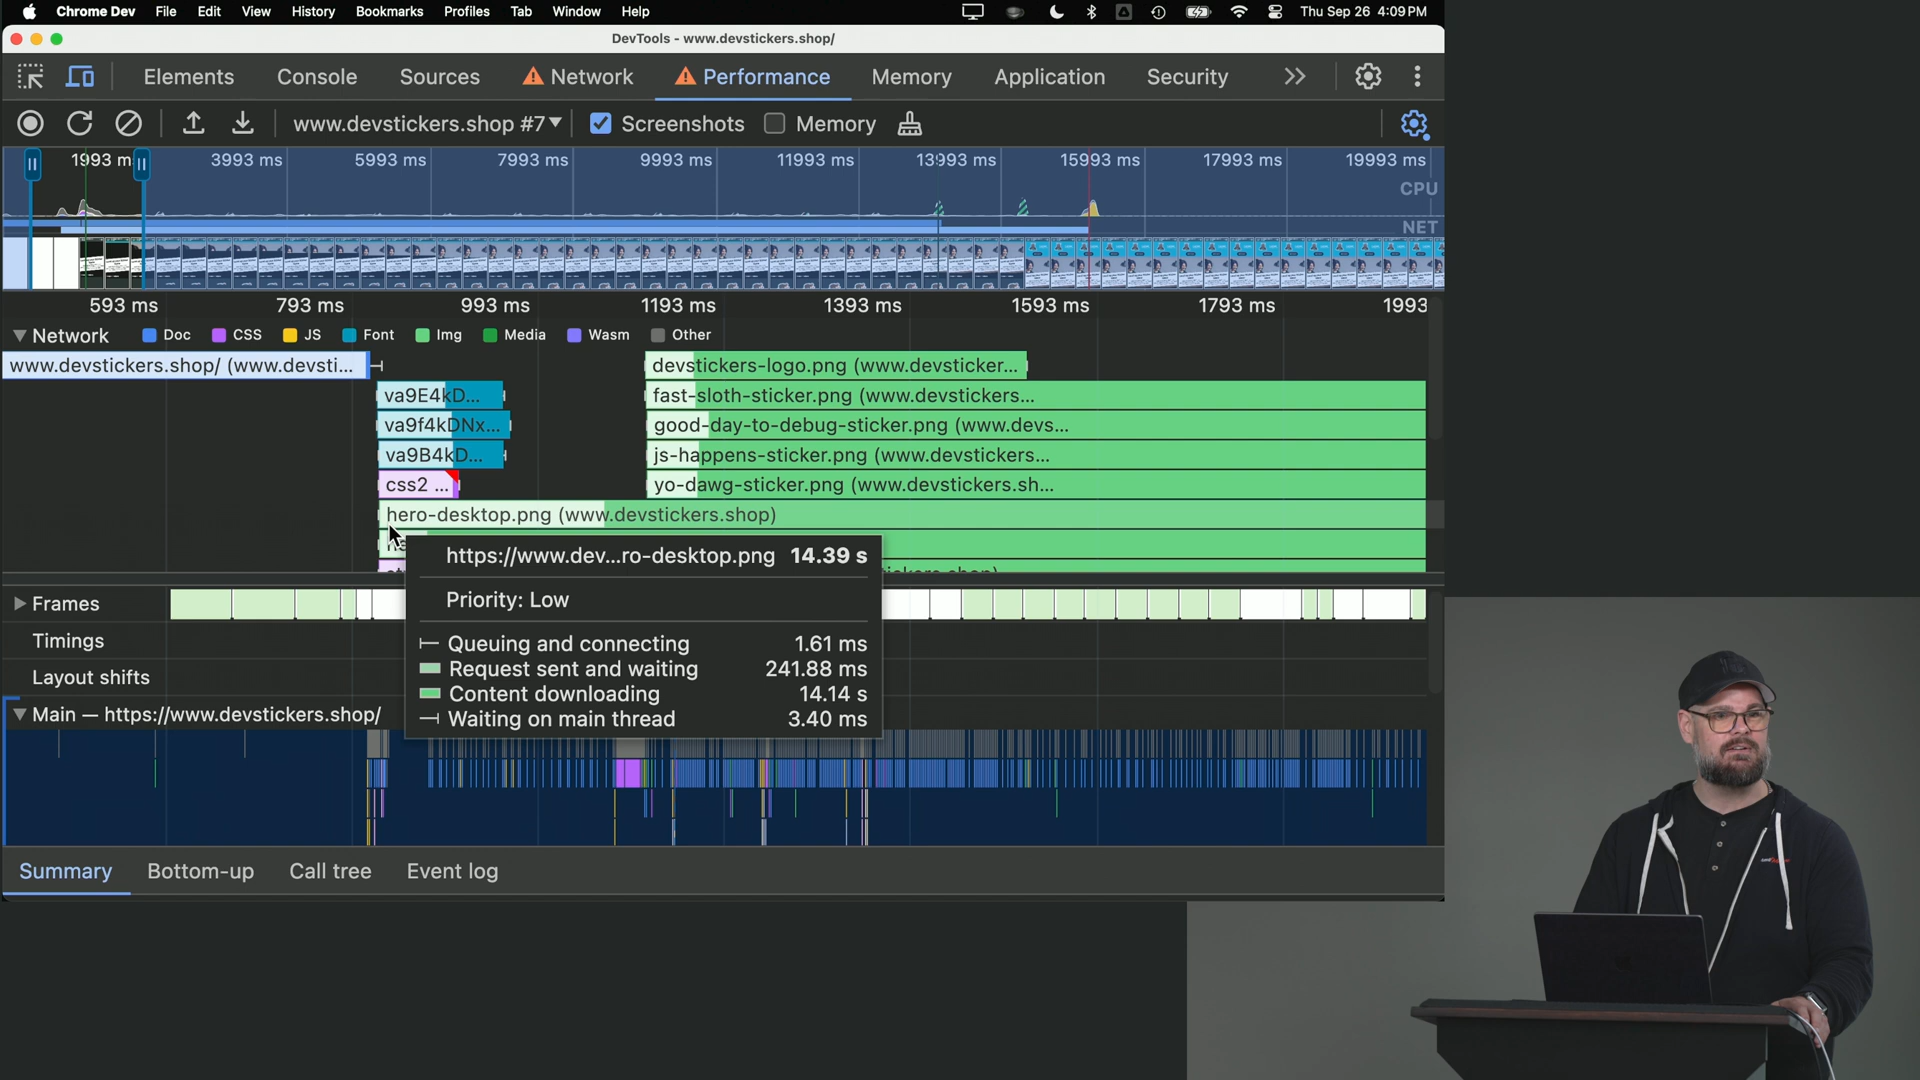 Chrome Dev File Edit View History Bookmarks Profiles Tab Window Help Thu Sep 26 4:09 PM
DevTools - www.devstickers.shop/
Elements Console Sources Network Performance Memory Application Security
www.devstickers.shop #7 Screenshots Memory
1993 m 3993 ms 5993 ms 7993 ms 9993 ms 11993 ms 13993 ms 15993 ms 17993 ms 19993 ms
CPU
NET
593 ms 793 ms 993 ms 1193 ms 1393 ms 1593 ms 1793 ms 1993
Network Doc CSS JS Font Img Media Wasm Other
www.devstickers.shop/ (www.devsti... devstickers-logo.png (www.devsticker...
va9E4kD... fast-sloth-sticker.png (www.devstickers...
va9f4kDNx... good-day-to-debug-sticker.png (www.devs...
va9B4kD... js-happens-sticker.png (www.devstickers...
css2 ... yo-dawg-sticker.png (www.devstickers.sh...
hero-desktop.png (www.devstickers.shop)
https://www.dev...ro-desktop.png 14.39 s
Priority: Low
Queuing and connecting 1.61 ms
Request sent and waiting 241.88 ms
Content downloading 14.14 s
Waiting on main thread 3.40 ms
Frames
Timings
Layout shifts
Main — https://www.devstickers.shop/
Summary Bottom-up Call tree Event log